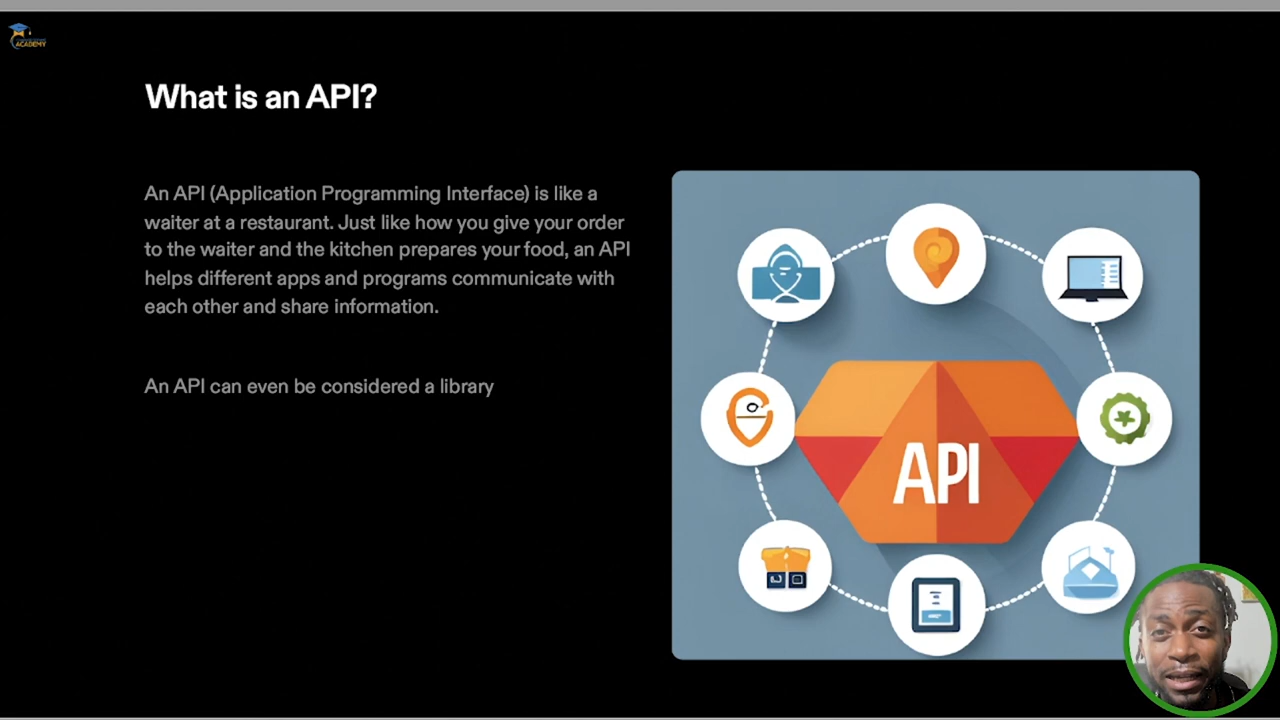 ACADEMY
What is an API?
An API (Application Programming Interface) is like a
waiter at a restaurant. Just like how you give your order
to the waiter and the kitchen prepares your food, an API
helps different apps and programs communicate with
each other and share information.
An API can even be considered a library
API